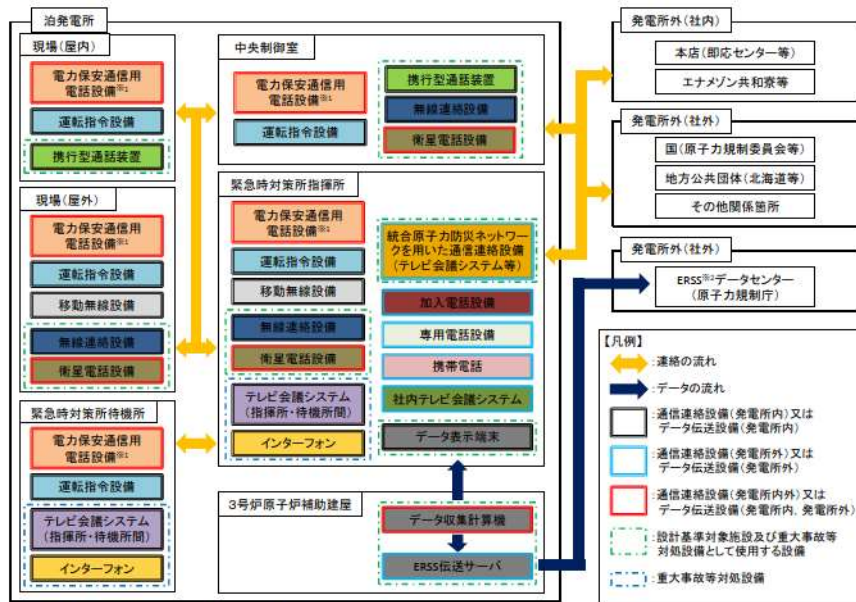 泊発電所
現場(屋内)
電力保安通信用
電話設備※1
運転指令設備
携行型通話装置
現場(屋外)
電力保安通信用
電話設備※1
運転指令設備
移動無線設備
無線連絡設備
衛星電話設備
緊急時対策所待機所
電力保安通信用
電話設備※1
運転指令設備
テレビ会議システム
(指揮所・待機所間)
インターフォン
中央制御室
電力保安通信用
電話設備※1
運転指令設備
携行型通話装置
無線連絡設備
衛星電話設備
緊急時対策所指揮所
電力保安通信用
電話設備※1
運転指令設備
移動無線設備
無線連絡設備
衛星電話設備
テレビ会議システム
(指揮所・待機所間)
インターフォン
統合原子力防災ネットワー
クを用いた通信連絡設備
(テレビ会議システム等)
加入電話設備
専用電話設備
携帯電話
社内テレビ会議システム
データ表示端末
3号炉原子炉補助建屋
データ収集計算機
ERSS伝送サーバ
発電所外(社内)
本店(即応センター等)
エナメゾン共和寮等
発電所外(社外)
国(原子力規制委員会等)
地方公共団体(北海道等)
その他関係箇所
発電所外(社外)
ERSS※2データセンター
(原子力規制庁)
【凡例】
:連絡の流れ
:データの流れ
:通信連絡設備(発電所内)又は
データ伝送設備(発電所内)
:通信連絡設備(発電所外)又は
データ伝送設備(発電所外)
:通信連絡設備(発電所内外)又は
データ伝送設備(発電所内、発電所外)
:設計基準対象施設及び重大事故等
対処設備として使用する設備
:重大事故等対処設備